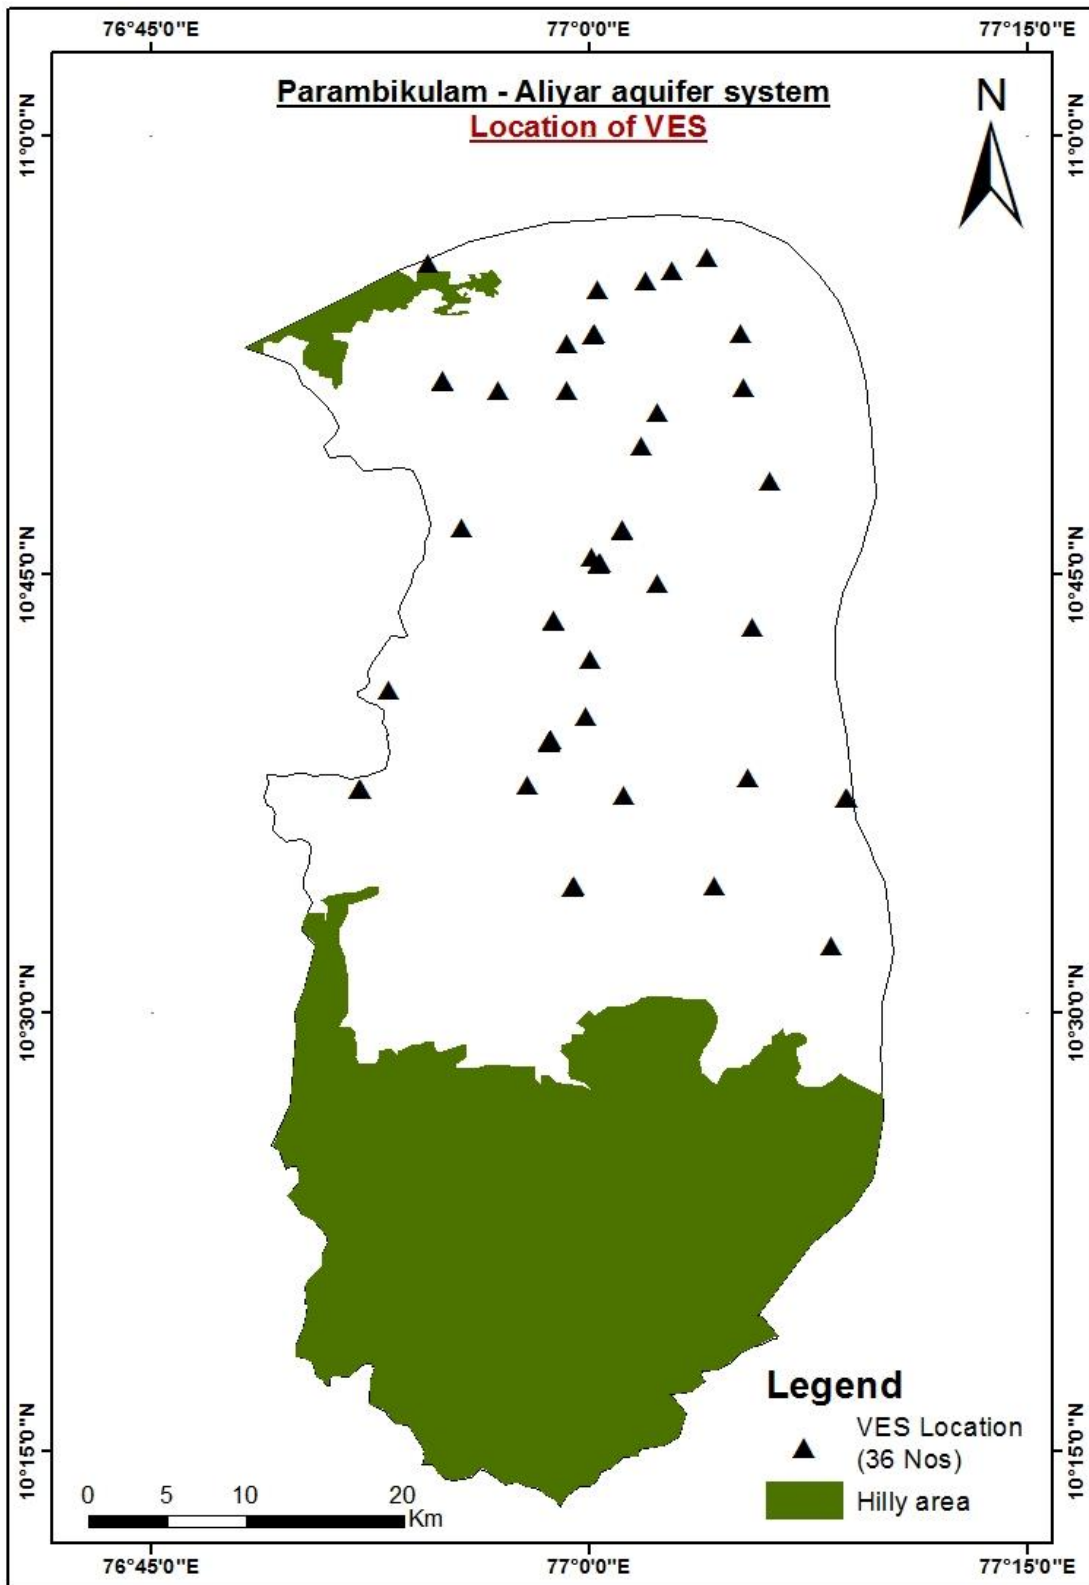 76°45'0"E 77°0'0"E 77°15'0"E
Parambikulam - Aliyar aquifer system
Location of VES
N
11°0'0"N 11°0'0"N
10°45'0"N 10°45'0"N
10°30'0"N 10°30'0"N
Legend
VES Location
(36 Nos)
Hilly area
10°15'0"N 10°15'0"N
0 5 10 20
Km
76°45'0"E 77°0'0"E 77°15'0"E